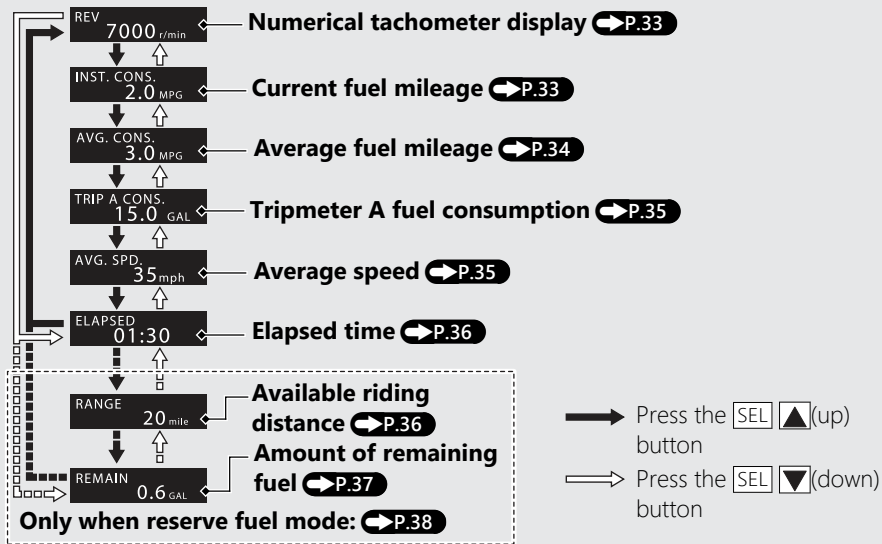 REV
7000 r/min
Numerical tachometer display P.33
INST. CONS.
2.0 MPG
Current fuel mileage P.33
AVG. CONS.
3.0 MPG
Average fuel mileage P.34
TRIP A CONS.
15.0 GAL
Tripmeter A fuel consumption P.35
AVG. SPD.
35 mph
Average speed P.35
ELAPSED
01:30
Elapsed time P.36
RANGE
20 mile
Available riding
distance P.36
REMAIN
0.6 GAL
Amount of remaining
fuel P.37
Only when reserve fuel mode: P.38
Press the SEL ▲(up)
button
Press the SEL ▼(down)
button